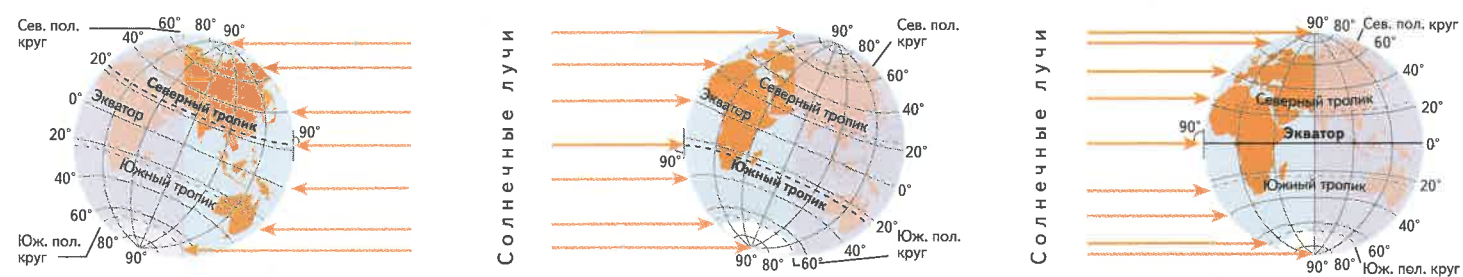 Сев. пол.
круг
60°
80°
90°
40°
20°
0°
20°
40°
60°
80°
90°
Северный тропик
Экватор
Южный тропик
90°
Юж. пол.
круг
Солнечные лучи
90°
Сев. пол.
круг
80°
60°
40°
20°
0°
20°
40°
60°
80°
90°
Северный тропик
Экватор
Южный тропик
90°
Юж. пол.
круг
Солнечные лучи
90°
80°
Сев. пол. круг
60°
40°
20°
0°
20°
40°
60°
80°
90°
Северный тропик
90°
Экватор
Южный тропик
Юж. пол. круг